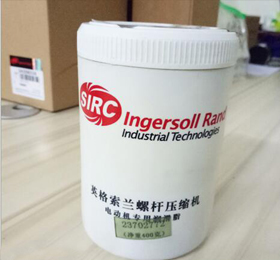 SIRC
Ingersoll Rand
Industrial Technologies
英格索兰螺杆压缩机
电动机专用润滑脂
23702772
(净重400克)